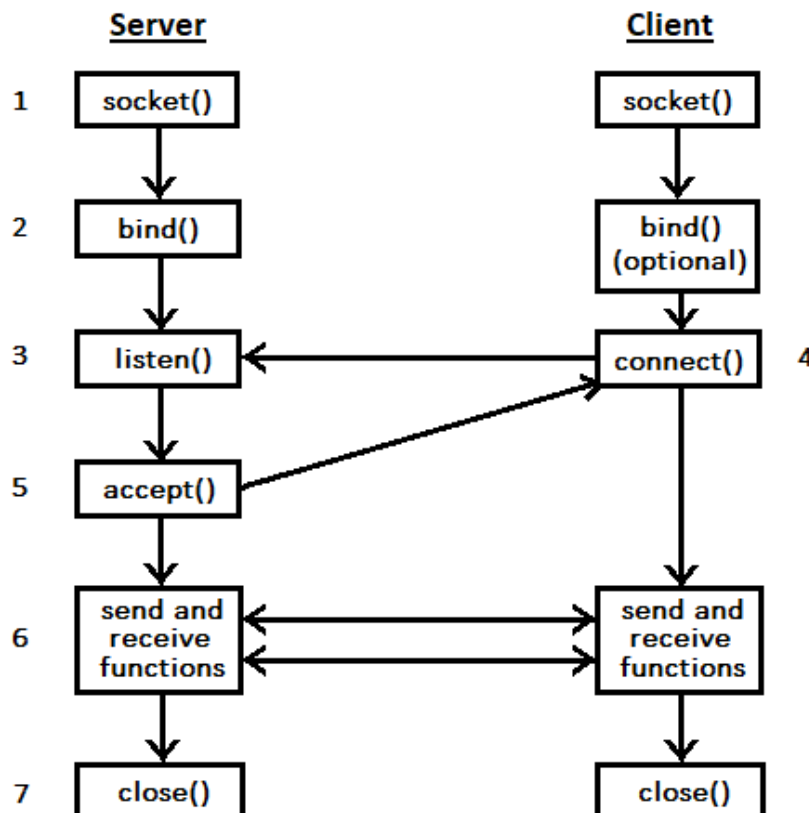 Server
Client
1
socket()
socket()
2
bind()
bind()
(optional)
3
listen()
connect()
4
5
accept()
6
send and
receive
functions
send and
receive
functions
7
close()
close()